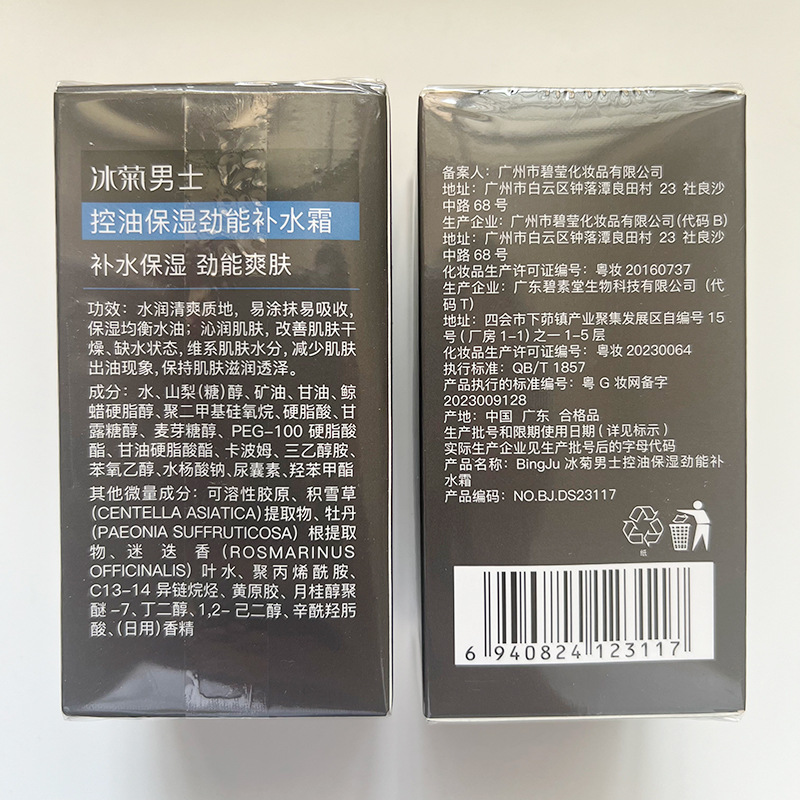 冰菊男士
控油保湿劲能补水霜
补水保湿 劲能爽肤
功效：水润清爽质地，易涂抹易吸收，
保湿均衡水油；沁润肌肤，改善肌肤干
燥、缺水状态，维系肌肤水分，减少肌肤
出油现象，保持肌肤滋润透泽。
成分：水、山梨(糖)醇、矿油、甘油、鲸
蜡硬脂醇、聚二甲基硅氧烷、硬脂酸、甘
露糖醇、麦芽糖醇、PEG-100 硬脂酸
酯、甘油硬脂酸酯、卡波姆、三乙醇胺、
苯氧乙醇、水杨酸钠、尿囊素、羟苯甲酯
其他微量成分：可溶性胶原、积雪草
(CENTELLA ASIATICA)提取物、牡丹
(PAEONIA SUFFRUTICOSA) 根提取
物、迷迭香(ROSMARINUS
OFFICINALIS) 叶水、聚丙烯酰胺、
C13-14 异链烷烃、黄原胶、月桂醇聚
醚-7、丁二醇、1,2-己二醇、辛酰羟肟
酸、(日用)香精
备案人：广州市碧莹化妆品有限公司
地址：广州市白云区钟落潭良田村 23 社良沙
中路 68 号
生产企业：广州市碧莹化妆品有限公司(代码 B)
地址：广州市白云区钟落潭良田村 23 社良沙
中路 68 号
化妆品生产许可证编号：粤妆 20160737
生产企业：广东碧素堂生物科技有限公司（代
码 T）
地址：四会市下茆镇产业聚集发展区自编号 15
号 (厂房 1-1) 之一 1-5 层
化妆品生产许可证编号：粤妆 20230064
执行标准：QB/T 1857
产品执行的标准编号：粤 G 妆网备字
2023009128
产地：中国 广东 合格品
生产批号和限期使用日期 (详见标示)
实际生产企业见生产批号后的字母代码
产品名称：BingJu 冰菊男士控油保湿劲能补
水霜
产品编码：NO.BJ.DS23117
纸
6 940824 123117